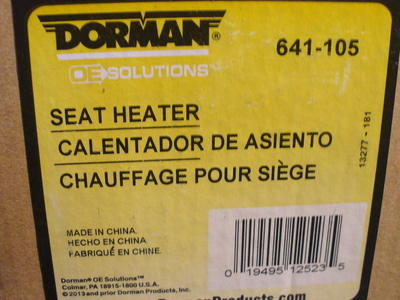 DORMAN®
641-105
OE SOLUTIONS
SEAT HEATER
CALENTADOR DE ASIENTO
CHAUFFAGE POUR SIÈGE
13277 - 181
MADE IN CHINA.
HECHO EN CHINA
FABRIQUÉ EN CHINE.
Dorman® OE Solutions™
Colmar, PA 18915-1800 U.S.A.
© 2013 and prior Dorman Products, Inc.
0 19495 12523 5
DormanProducts.com